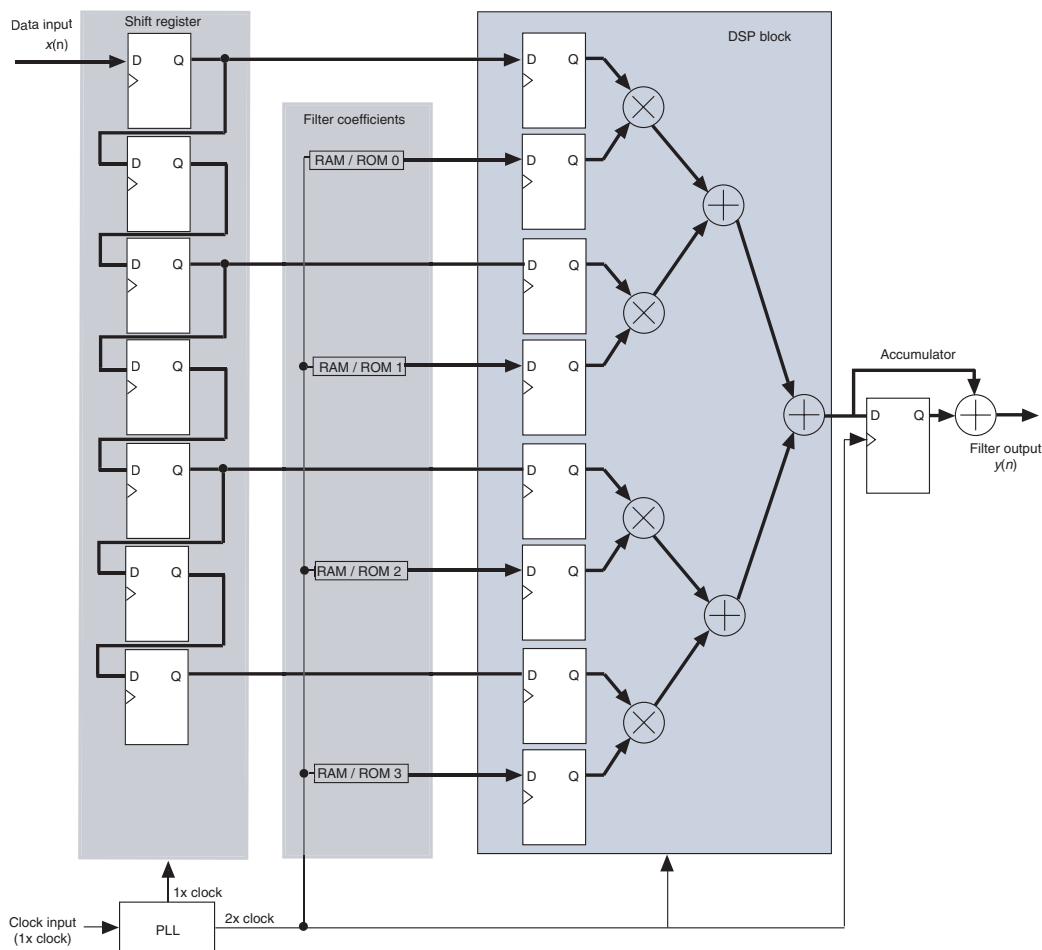 Data input
x(n)
Shift register
DSP block
D Q
D Q
Filter coefficients
D Q
RAM / ROM 0
D Q
D Q
D Q
D Q
RAM / ROM 1
D Q
Accumulator
D Q
D Q
Filter output
y(n)
D Q
D Q
D Q
RAM / ROM 2
D Q
D Q
D Q
RAM / ROM 3
D Q
1x clock
Clock input
(1x clock)
PLL
2x clock